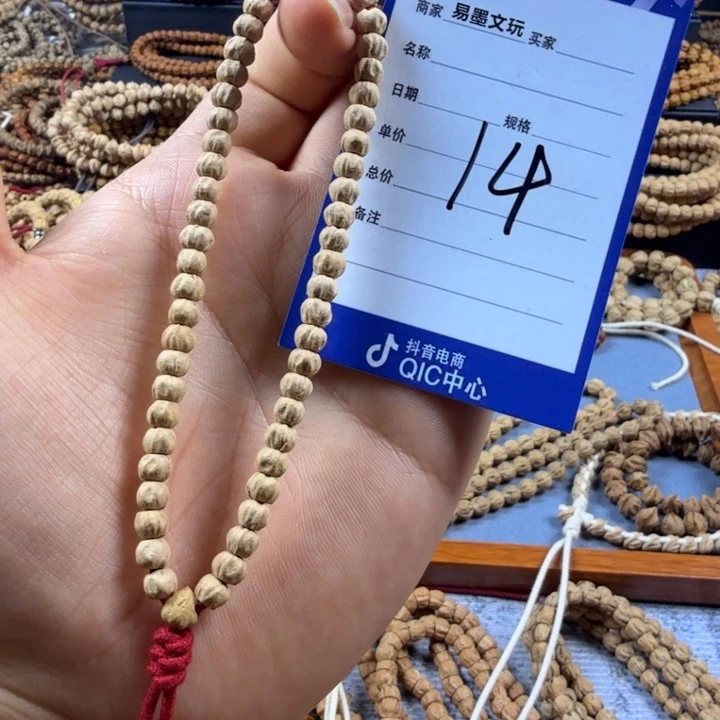 商家 易墨文玩 买家
名称
日期 规格
单价
总价
14
备注
抖音电商
QIC中心